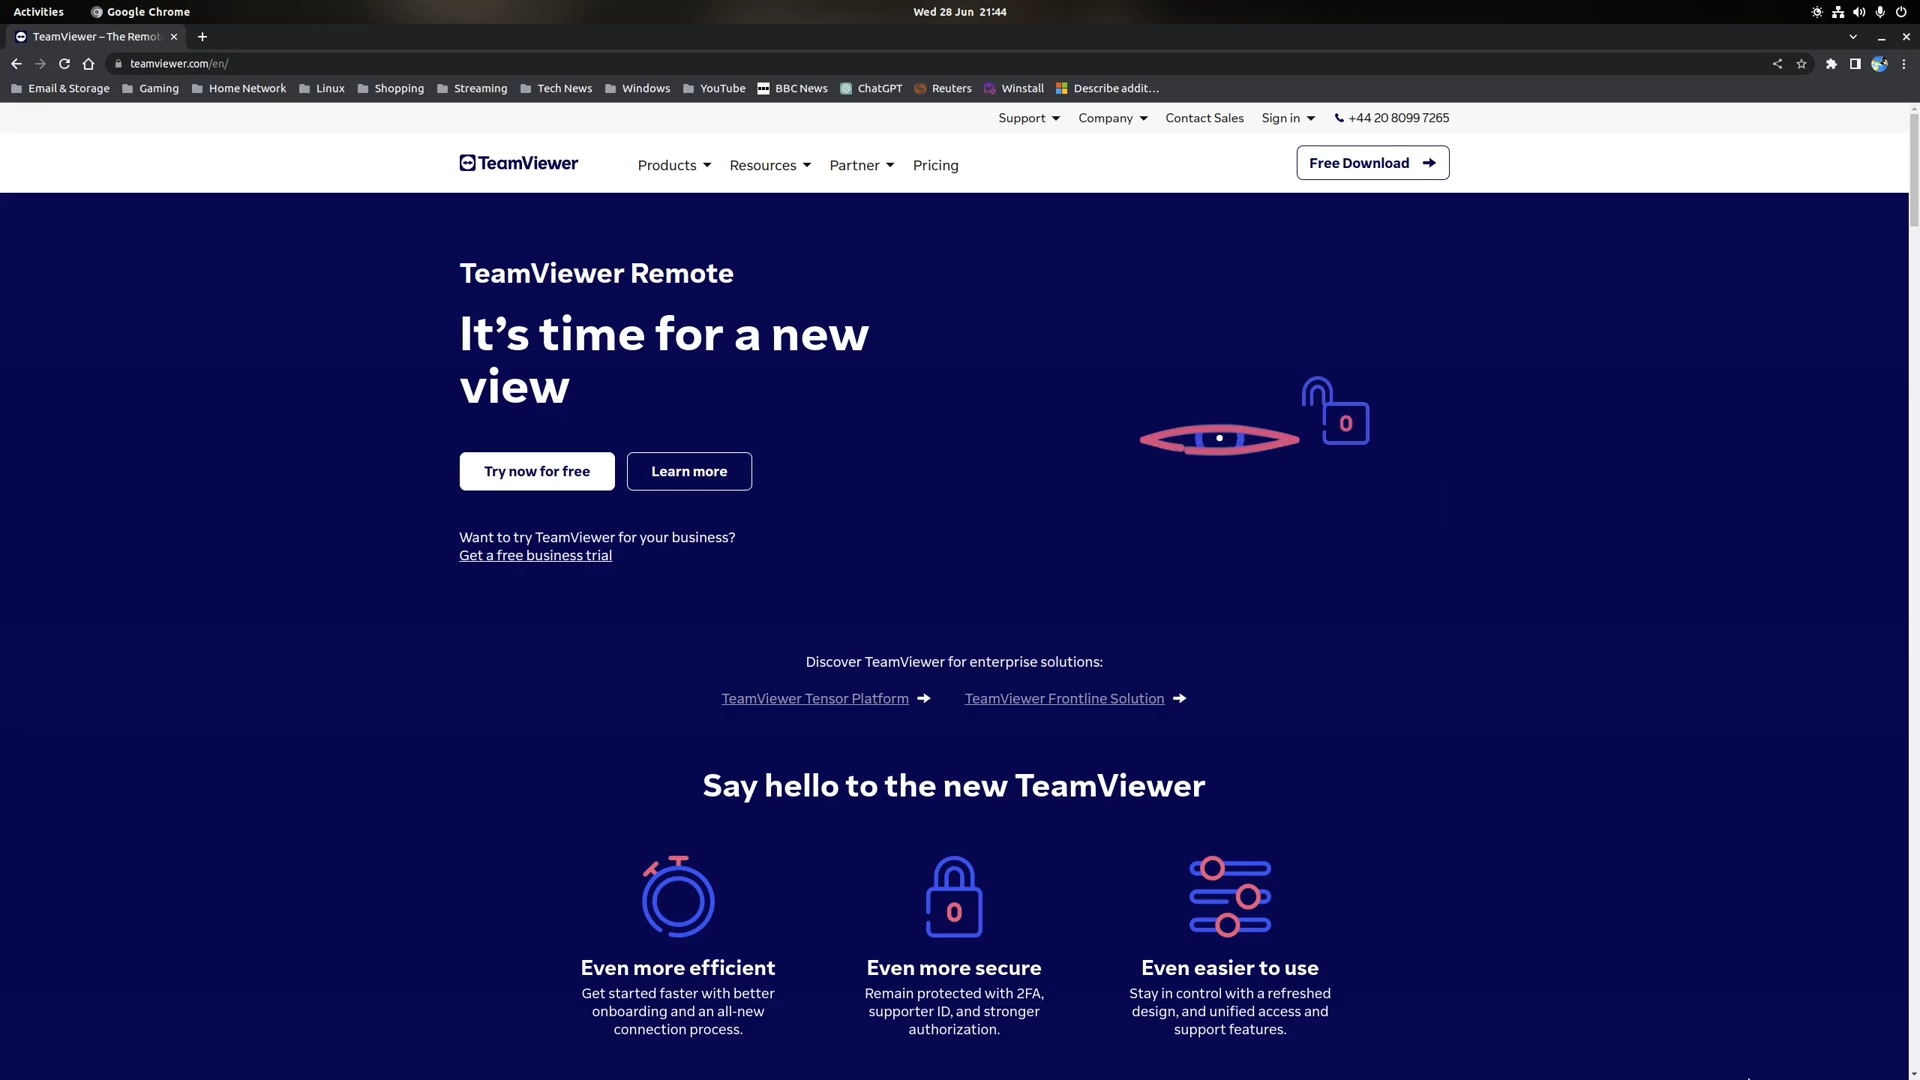 Activities Google Chrome Wed 28 Jun 21:44
TeamViewer – The Remot
teamviewer.com/en/
Email & Storage Gaming Home Network Linux Shopping Streaming Tech News Windows YouTube BBC News ChatGPT Reuters Winstall Describe addit...
Support Company Contact Sales Sign in +44 20 8099 7265
TeamViewer Products Resources Partner Pricing Free Download
TeamViewer Remote
It's time for a new
view
Try now for free Learn more
Want to try TeamViewer for your business?
Get a free business trial
Discover TeamViewer for enterprise solutions:
TeamViewer Tensor Platform TeamViewer Frontline Solution
Say hello to the new TeamViewer
Even more efficient
Get started faster with better
onboarding and an all-new
connection process.
Even more secure
Remain protected with 2FA,
supporter ID, and stronger
authorization.
Even easier to use
Stay in control with a refreshed
design, and unified access and
support features.